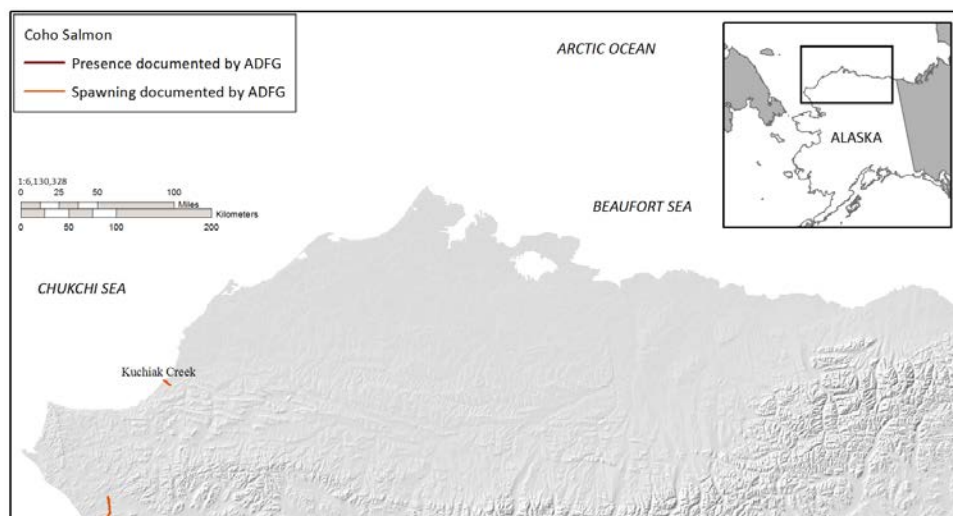 Coho Salmon
Presence documented by ADFG
Spawning documented by ADFG
ARCTIC OCEAN
ALASKA
1:6,130,328
0 25 50 100
Miles
Kilometers
0 50 100 200
BEAUFORT SEA
CHUKCHI SEA
Kuchiak Creek